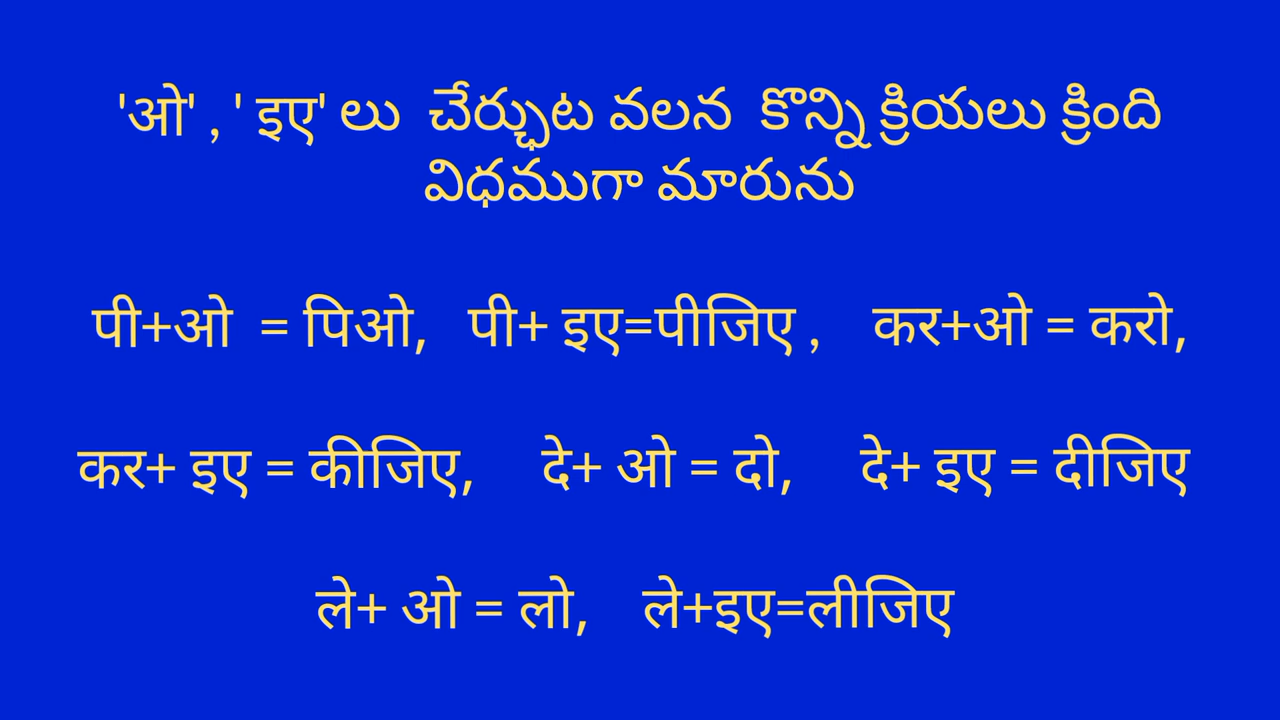 'ओ' , ' इए' లు  చేర్చుట వలన  కొన్ని క్రియలు క్రింది
విధముగా మారును
पी+ओ  = पिओ,   पी+ इए=पीजिए ,    कर+ओ = करो,
कर+ इए = कीजिए,     दे+ ओ = दो,     दे+ इए = दीजिए
ले+ ओ = लो,    ले+इए=लीजिए